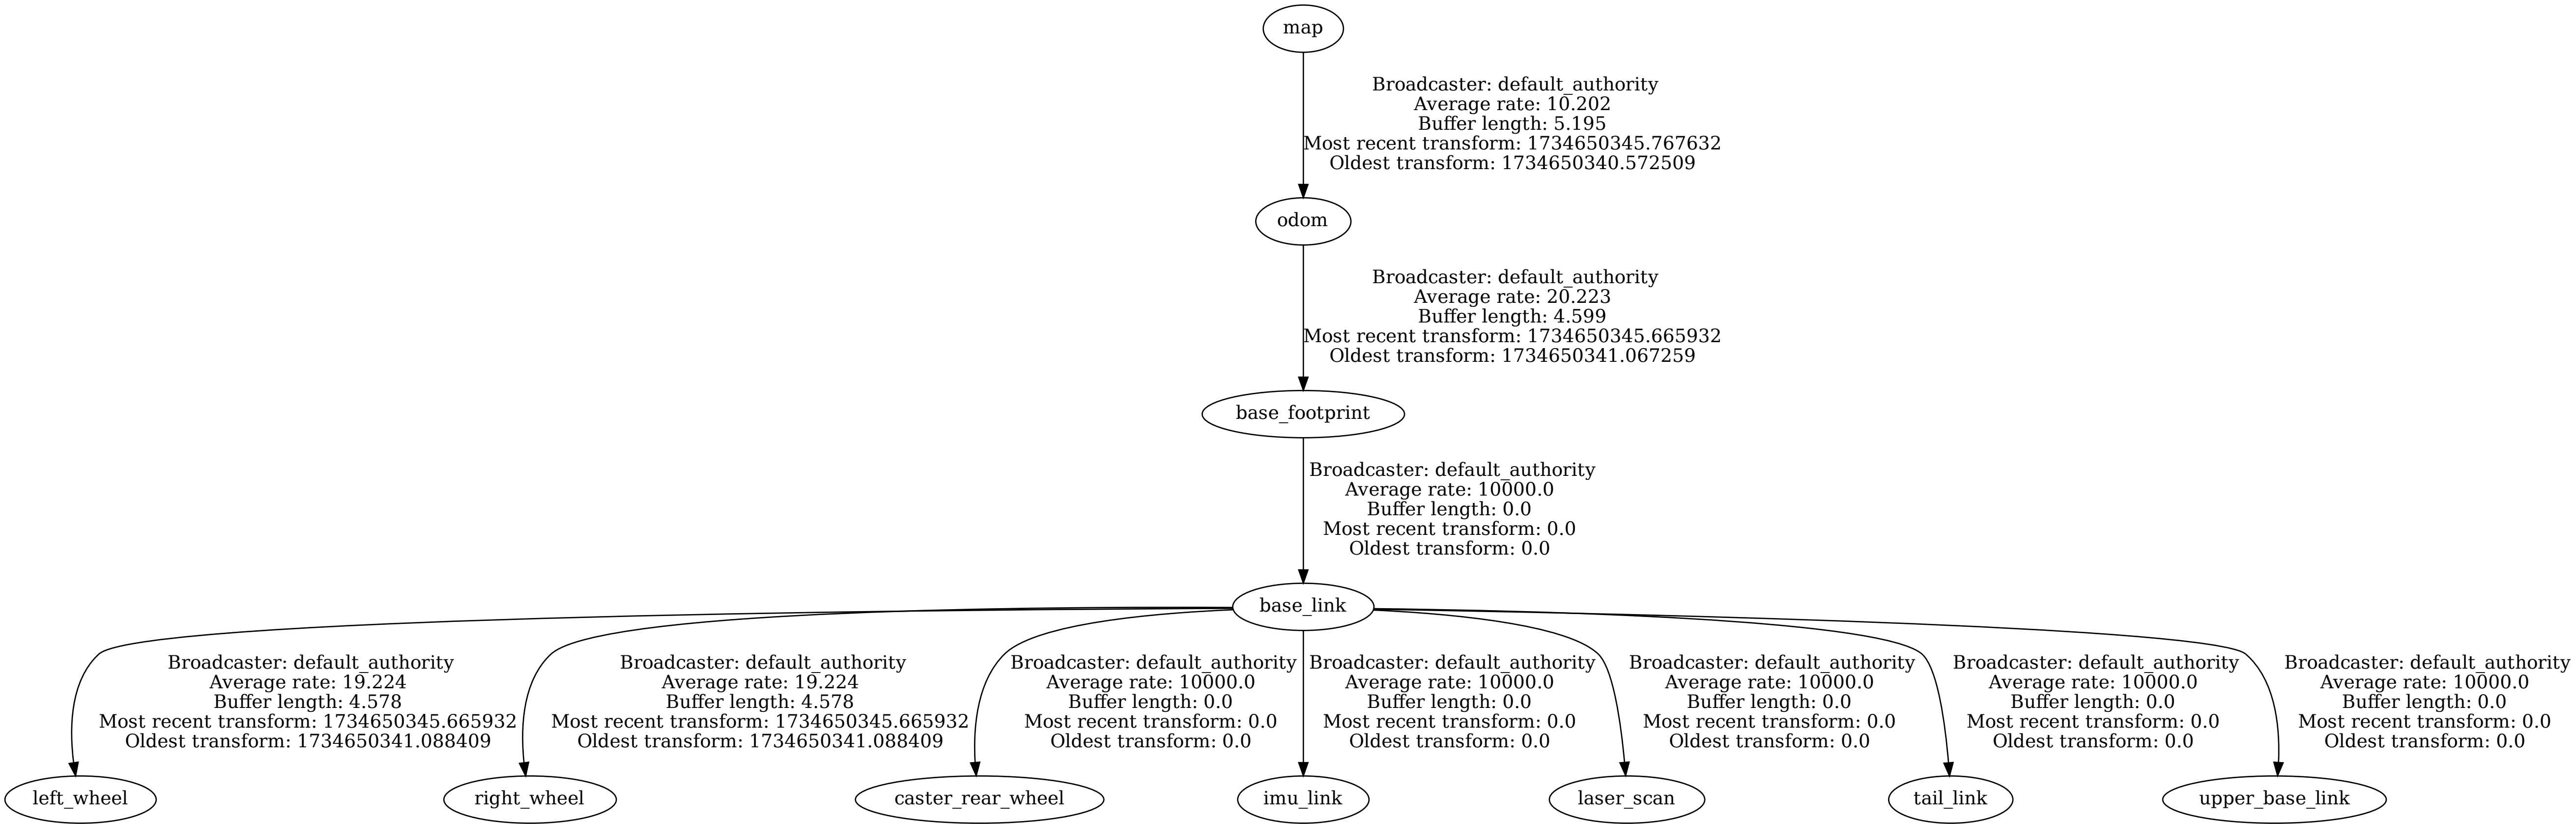 map
Broadcaster: default_authority
Average rate: 10.202
Buffer length: 5.195
Most recent transform: 1734650345.767632
Oldest transform: 1734650340.572509
odom
Broadcaster: default_authority
Average rate: 20.223
Buffer length: 4.599
Most recent transform: 1734650345.665932
Oldest transform: 1734650341.067259
base_footprint
Broadcaster: default_authority
Average rate: 10000.0
Buffer length: 0.0
Most recent transform: 0.0
Oldest transform: 0.0
base_link
Broadcaster: default_authority
Average rate: 19.224
Buffer length: 4.578
Most recent transform: 1734650345.665932
Oldest transform: 1734650341.088409
Broadcaster: default_authority
Average rate: 19.224
Buffer length: 4.578
Most recent transform: 1734650345.665932
Oldest transform: 1734650341.088409
Broadcaster: default_authority
Average rate: 10000.0
Buffer length: 0.0
Most recent transform: 0.0
Oldest transform: 0.0
Broadcaster: default_authority
Average rate: 10000.0
Buffer length: 0.0
Most recent transform: 0.0
Oldest transform: 0.0
Broadcaster: default_authority
Average rate: 10000.0
Buffer length: 0.0
Most recent transform: 0.0
Oldest transform: 0.0
Broadcaster: default_authority
Average rate: 10000.0
Buffer length: 0.0
Most recent transform: 0.0
Oldest transform: 0.0
Broadcaster: default_authority
Average rate: 10000.0
Buffer length: 0.0
Most recent transform: 0.0
Oldest transform: 0.0
left_wheel
right_wheel
caster_rear_wheel
imu_link
laser_scan
tail_link
upper_base_link